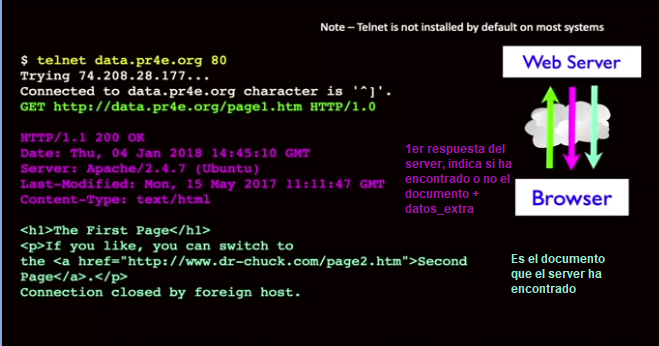 Note – Telnet is not installed by default on most systems
$ telnet data.pr4e.org 80
Trying 74.208.28.177...
Connected to data.pr4e.org character is '^]'.
GET http://data.pr4e.org/page1.htm HTTP/1.0
HTTP/1.1 200 OK
Date: Thu, 04 Jan 2018 14:45:10 GMT
Server: Apache/2.4.7 (Ubuntu)
Last-Modified: Mon, 15 May 2017 11:11:47 GMT
Content-Type: text/html
<h1>The First Page</h1>
<p>If you like, you can switch to
the <a href="http://www.dr-chuck.com/page2.htm">Second
Page</a>.</p>
Connection closed by foreign host.
Web Server
Browser
1er respuesta del
server, indica si ha
encontrado o no el
documento +
datos_extra
Es el documento
que el server ha
encontrado